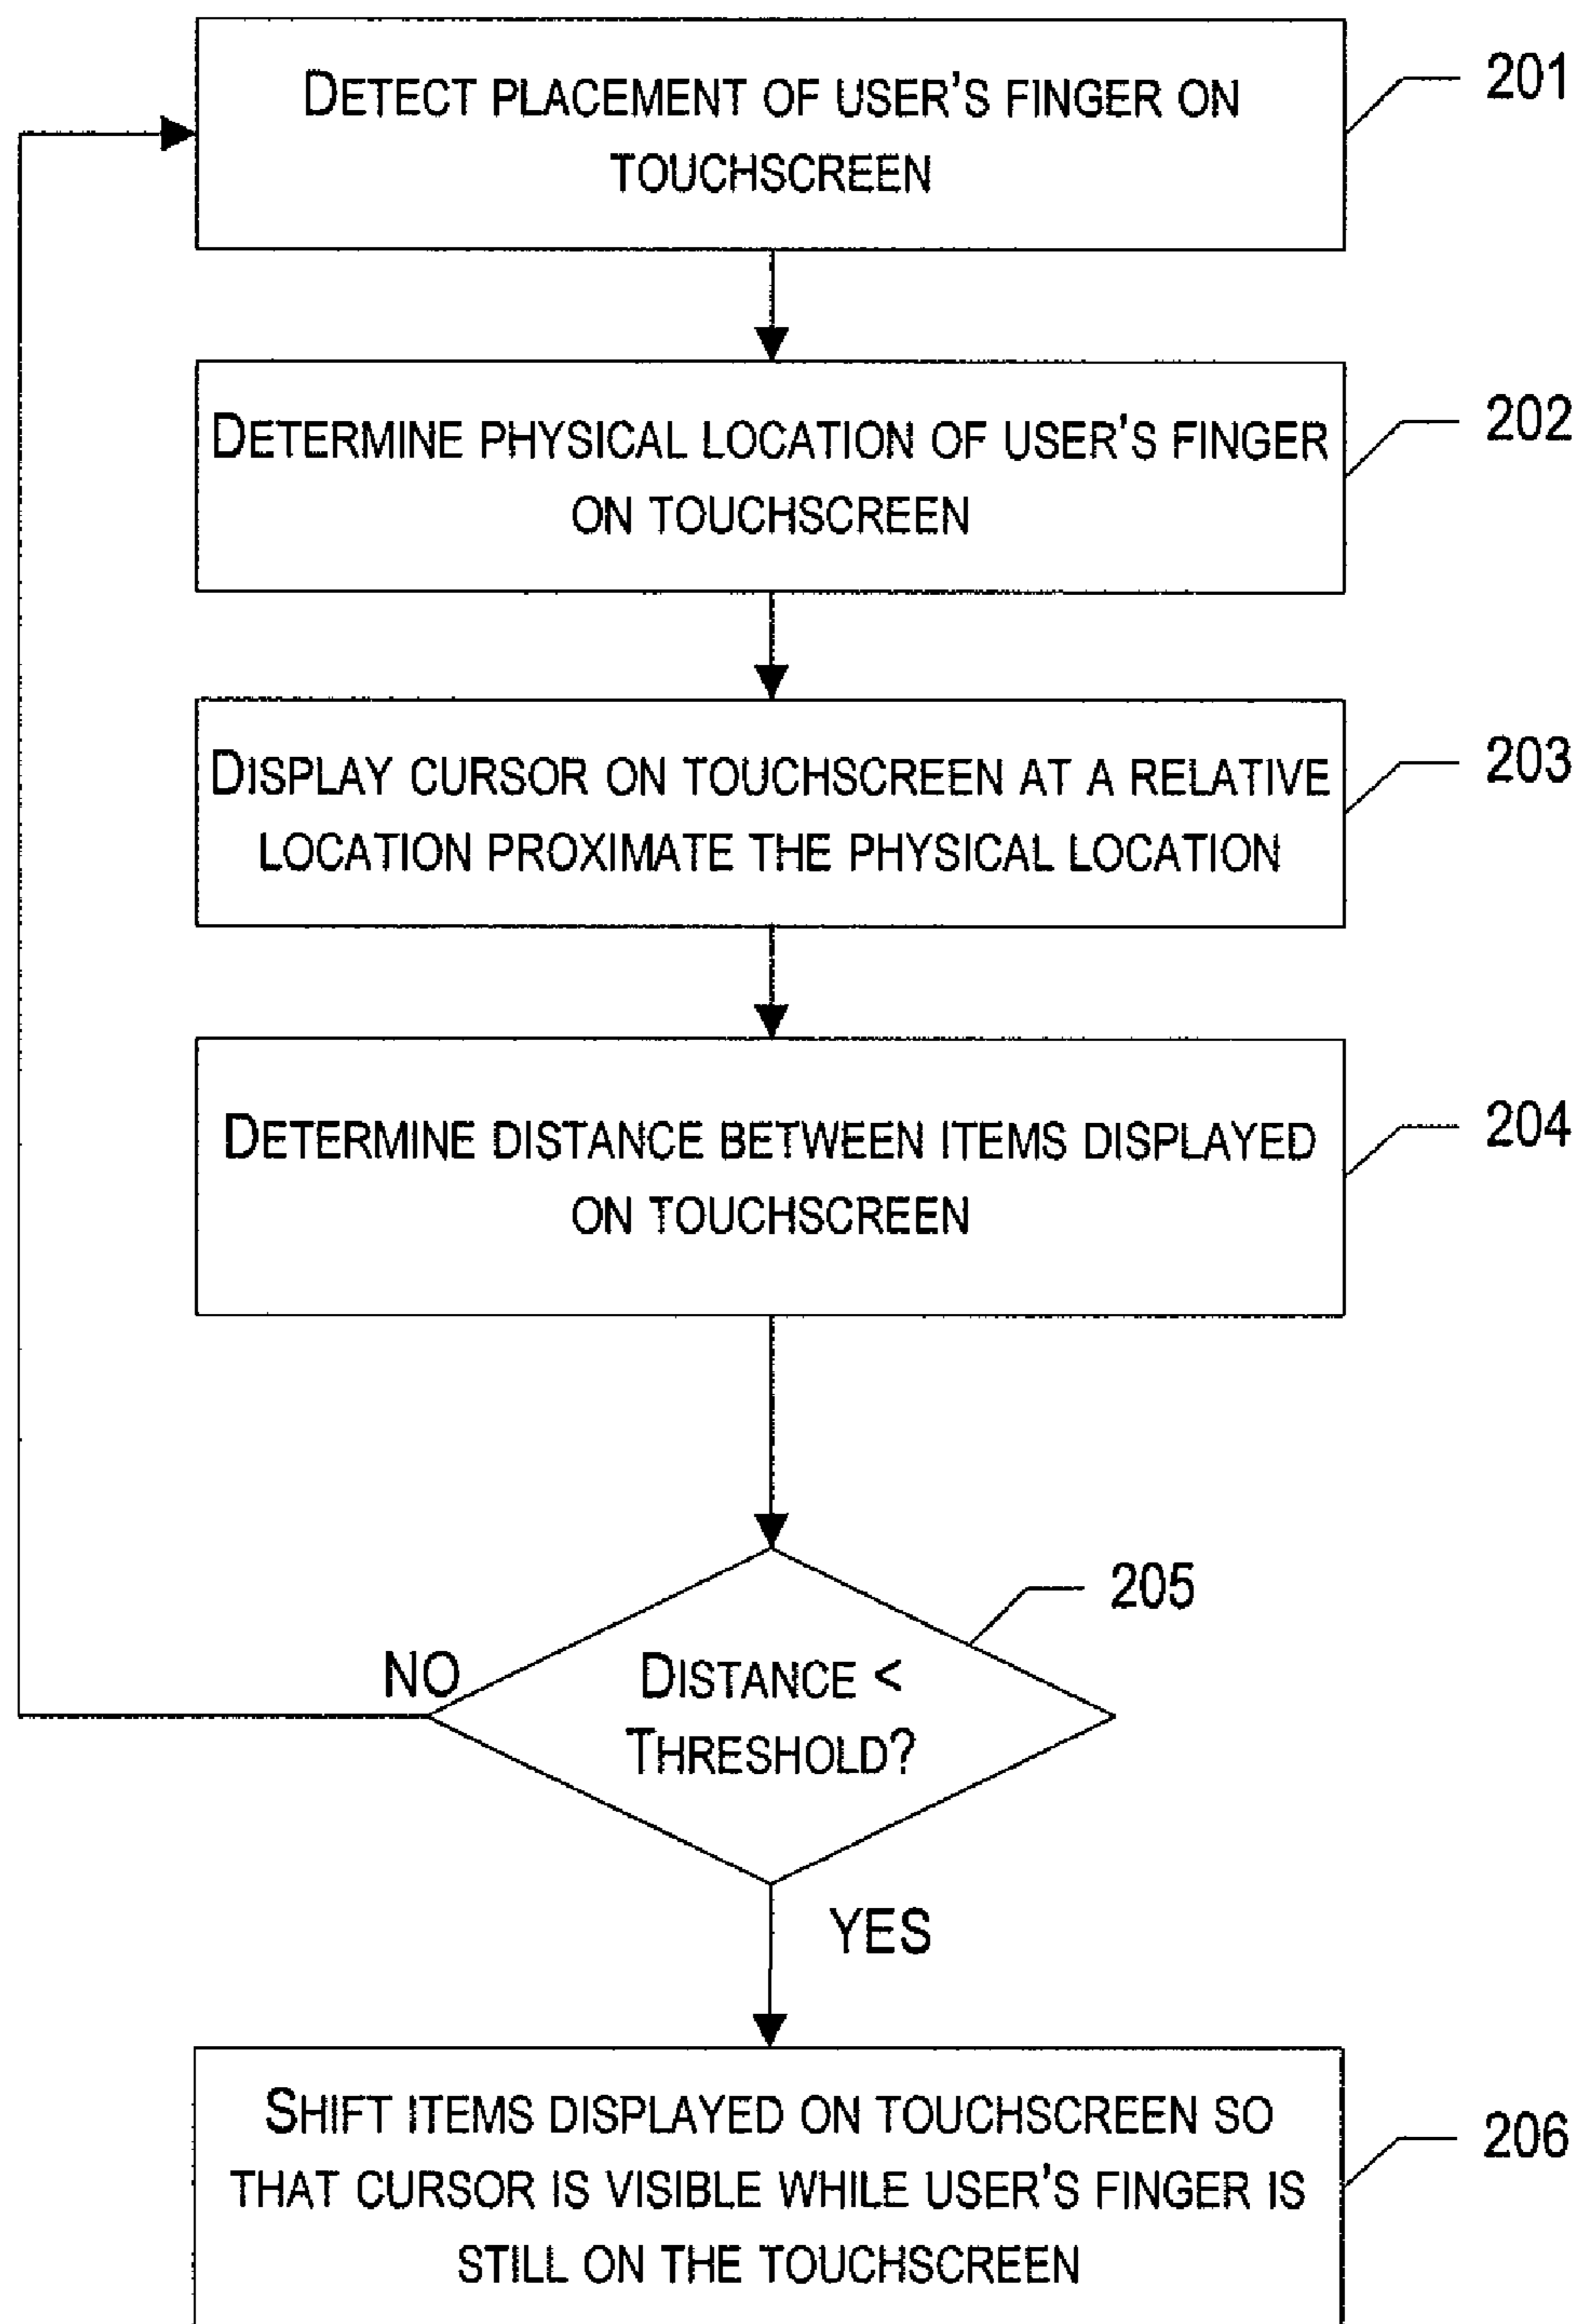 DETECT PLACEMENT OF USER'S FINGER ON
TOUCHSCREEN
201
DETERMINE PHYSICAL LOCATION OF USER'S FINGER
ON TOUCHSCREEN
202
DISPLAY CURSOR ON TOUCHSCREEN AT A RELATIVE
LOCATION PROXIMATE THE PHYSICAL LOCATION
203
DETERMINE DISTANCE BETWEEN ITEMS DISPLAYED
ON TOUCHSCREEN
204
205
NO
DISTANCE <
THRESHOLD?
YES
SHIFT ITEMS DISPLAYED ON TOUCHSCREEN SO
THAT CURSOR IS VISIBLE WHILE USER'S FINGER IS
STILL ON THE TOUCHSCREEN
206